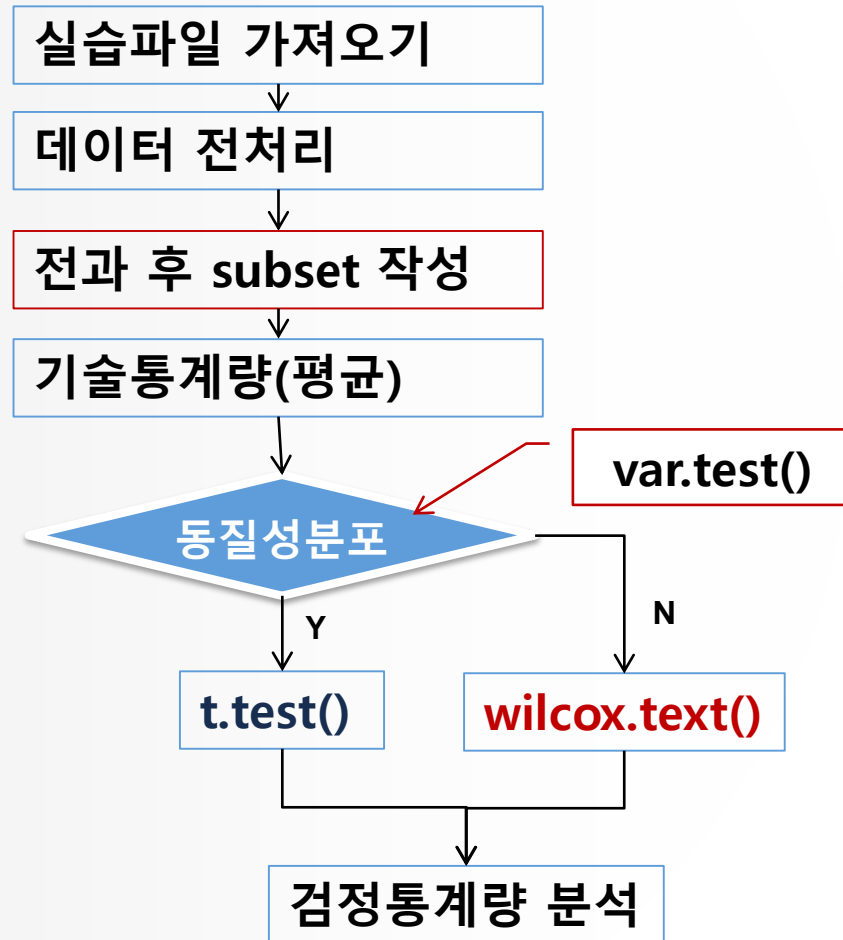 실습파일 가져오기
데이터 전처리
전과 후 subset 작성
기술통계량(평균)
var.test()
동질성분포
Y
N
t.test()
wilcox.text()
검정통계량 분석